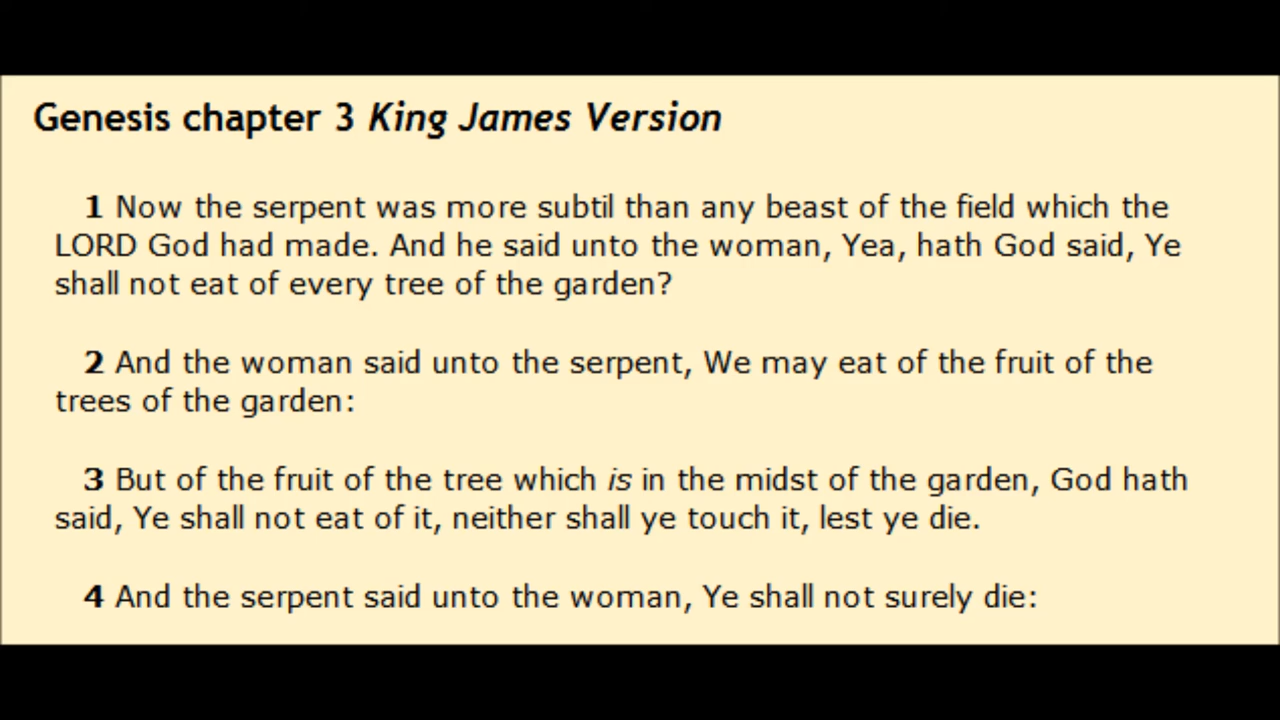 Genesis chapter 3 King James Version
1 Now the serpent was more subtil than any beast of the field which the
LORD God had made. And he said unto the woman, Yea, hath God said, Ye
shall not eat of every tree of the garden?
2 And the woman said unto the serpent, We may eat of the fruit of the
trees of the garden:
3 But of the fruit of the tree which is in the midst of the garden, God hath
said, Ye shall not eat of it, neither shall ye touch it, lest ye die.
4 And the serpent said unto the woman, Ye shall not surely die: